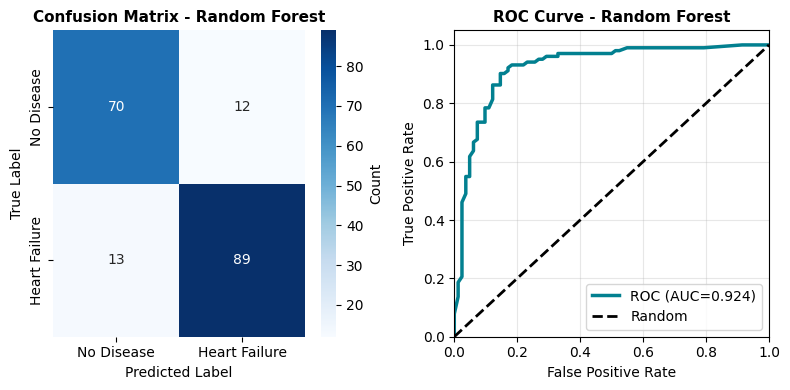 Confusion Matrix - Random Forest
True Label
No Disease
Heart Failure
70
12
13
89
No Disease
Heart Failure
Predicted Label
80
70
60
50
40
30
20
Count
ROC Curve - Random Forest
True Positive Rate
1.0
0.8
0.6
0.4
0.2
0.0
0.0
0.2
0.4
0.6
0.8
1.0
False Positive Rate
ROC (AUC=0.924)
Random